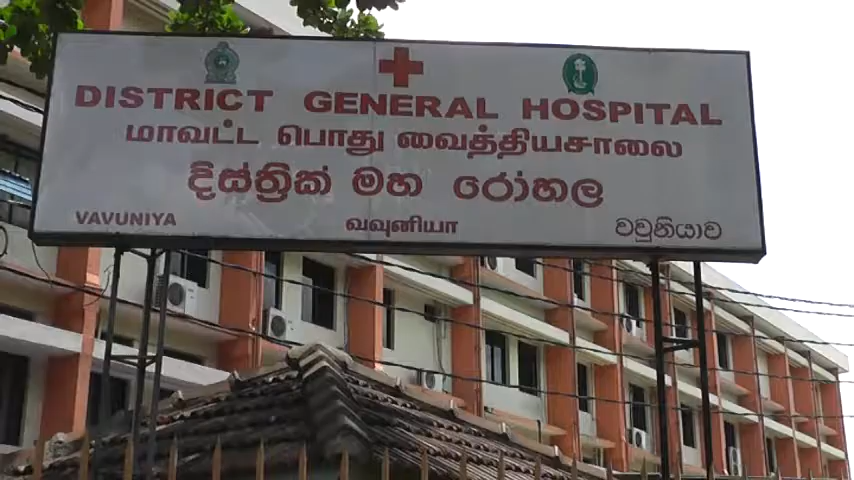 DISTRICT GENERAL HOSPITAL
மாவட்ட பொது வைத்தியசாலை
දිස්ත්‍රික් මහ රෝහල
VAVUNIYA வவுனியா වවුනියාව